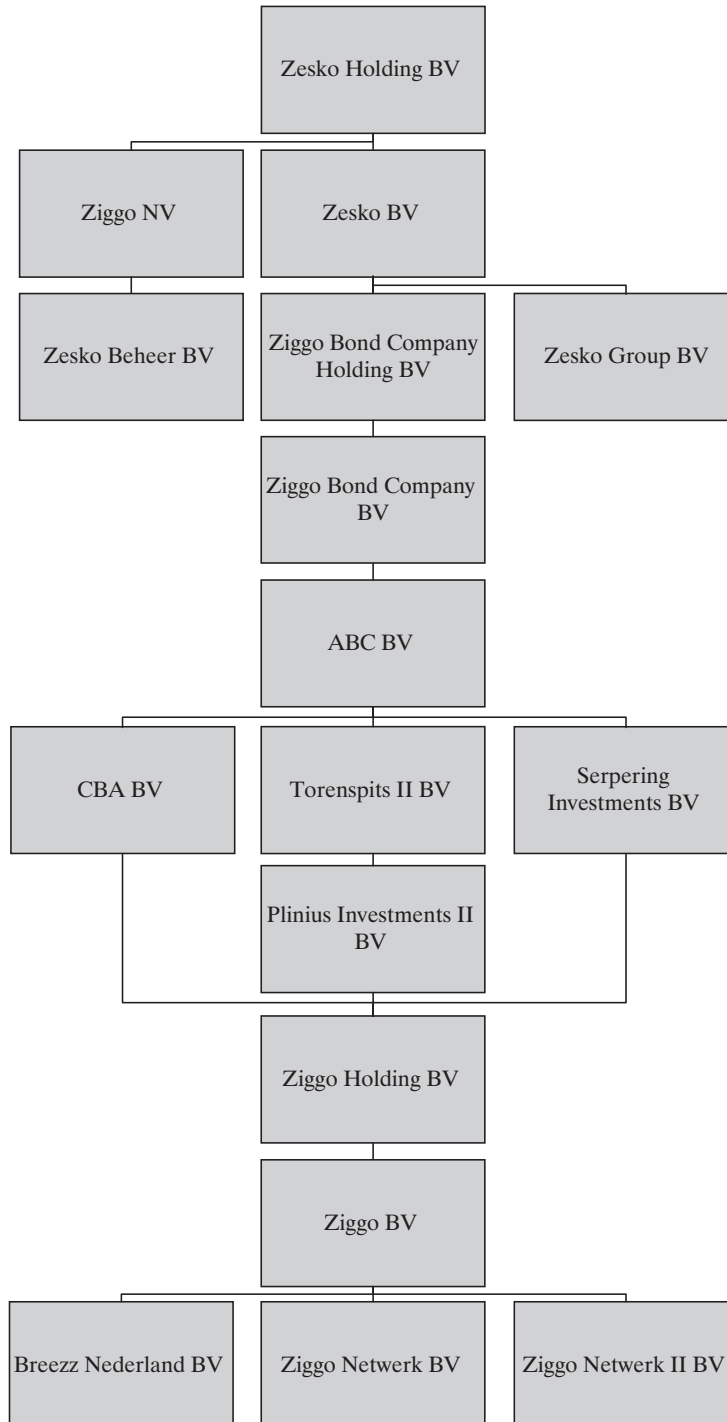 Zesko Holding BV
Ziggo NV
Zesko BV
Zesko Beheer BV
Ziggo Bond Company
Holding BV
Zesko Group BV
Ziggo Bond Company
BV
ABC BV
CBA BV
Torenspits II BV
Serpering
Investments BV
Plinius Investments II
BV
Ziggo Holding BV
Ziggo BV
Breezz Nederland BV
Ziggo Netwerk BV
Ziggo Netwerk II BV